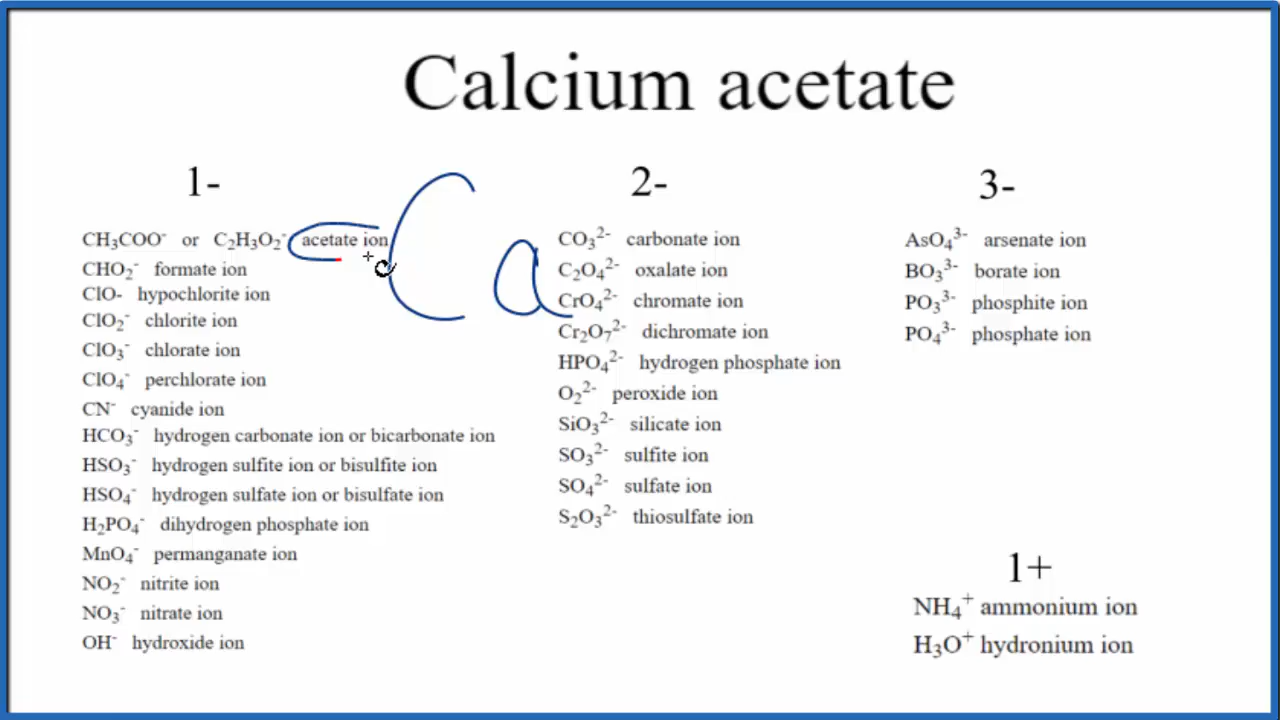 Calcium acetate
1-
CH₃COO⁻ or C₂H₃O₂⁻ acetate ion
CHO₂⁻ formate ion
ClO- hypochlorite ion
ClO₂⁻ chlorite ion
ClO₃⁻ chlorate ion
ClO₄⁻ perchlorate ion
CN⁻ cyanide ion
HCO₃⁻ hydrogen carbonate ion or bicarbonate ion
HSO₃⁻ hydrogen sulfite ion or bisulfite ion
HSO₄⁻ hydrogen sulfate ion or bisulfate ion
H₂PO₄⁻ dihydrogen phosphate ion
MnO₄⁻ permanganate ion
NO₂⁻ nitrite ion
NO₃⁻ nitrate ion
OH⁻ hydroxide ion
Ca
2-
CO₃²⁻ carbonate ion
C₂O₄²⁻ oxalate ion
CrO₄²⁻ chromate ion
Cr₂O₇²⁻ dichromate ion
HPO₄²⁻ hydrogen phosphate ion
O₂²⁻ peroxide ion
SiO₃²⁻ silicate ion
SO₃²⁻ sulfite ion
SO₄²⁻ sulfate ion
S₂O₃²⁻ thiosulfate ion
3-
AsO₄³⁻ arsenate ion
BO₃³⁻ borate ion
PO₃³⁻ phosphite ion
PO₄³⁻ phosphate ion
1+
NH₄⁺ ammonium ion
H₃O⁺ hydronium ion